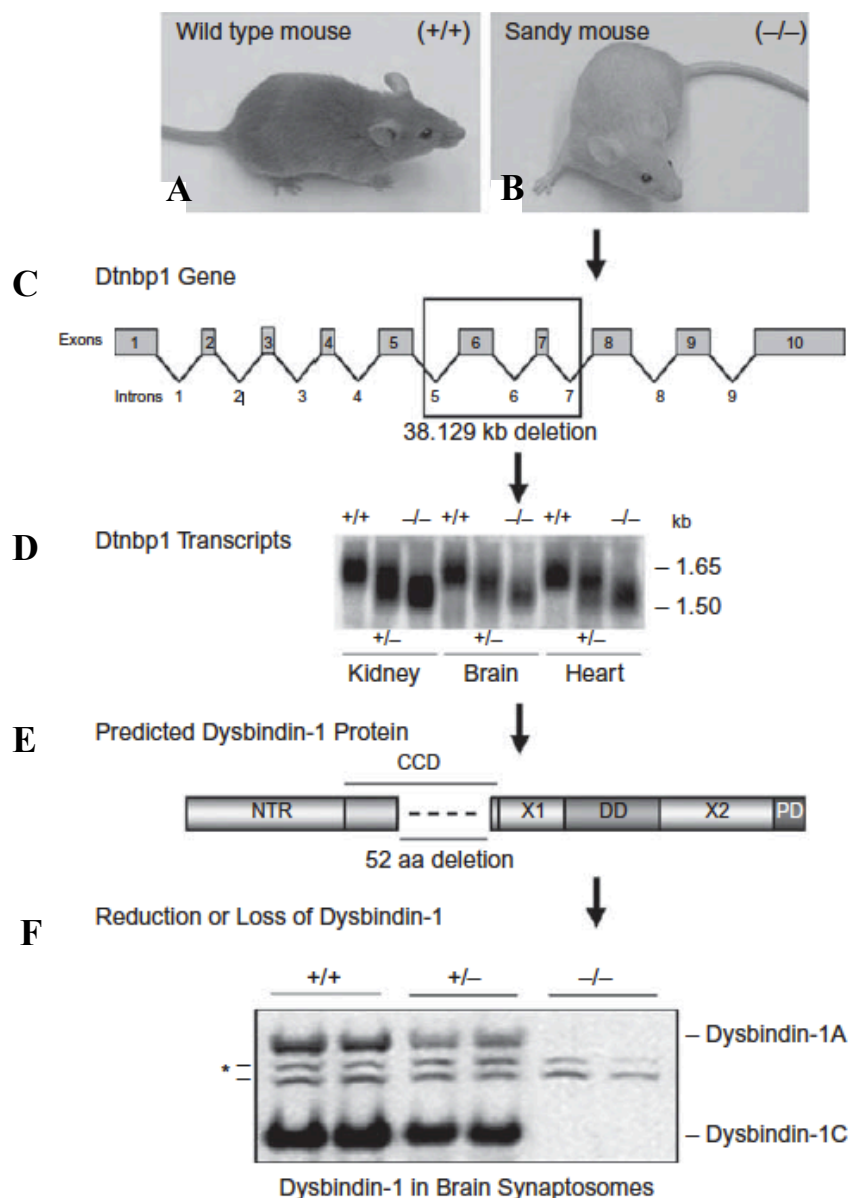 Wild type mouse (+/+)
Sandy mouse (–/–)
A
B
C
Dtnbp1 Gene
Exons 1 2 3 4 5 6 7 8 9 10
Introns 1 2 3 4 5 6 7 8 9
38.129 kb deletion
D
Dtnbp1 Transcripts
+/+ –/– +/+ –/– +/+ –/– kb
– 1.65
– 1.50
+/– +/– +/–
Kidney Brain Heart
E
Predicted Dysbindin-1 Protein
CCD
NTR X1 DD X2 PD
52 aa deletion
F
Reduction or Loss of Dysbindin-1
+/+ +/– –/–
– Dysbindin-1A
*
– Dysbindin-1C
Dysbindin-1 in Brain Synaptosomes